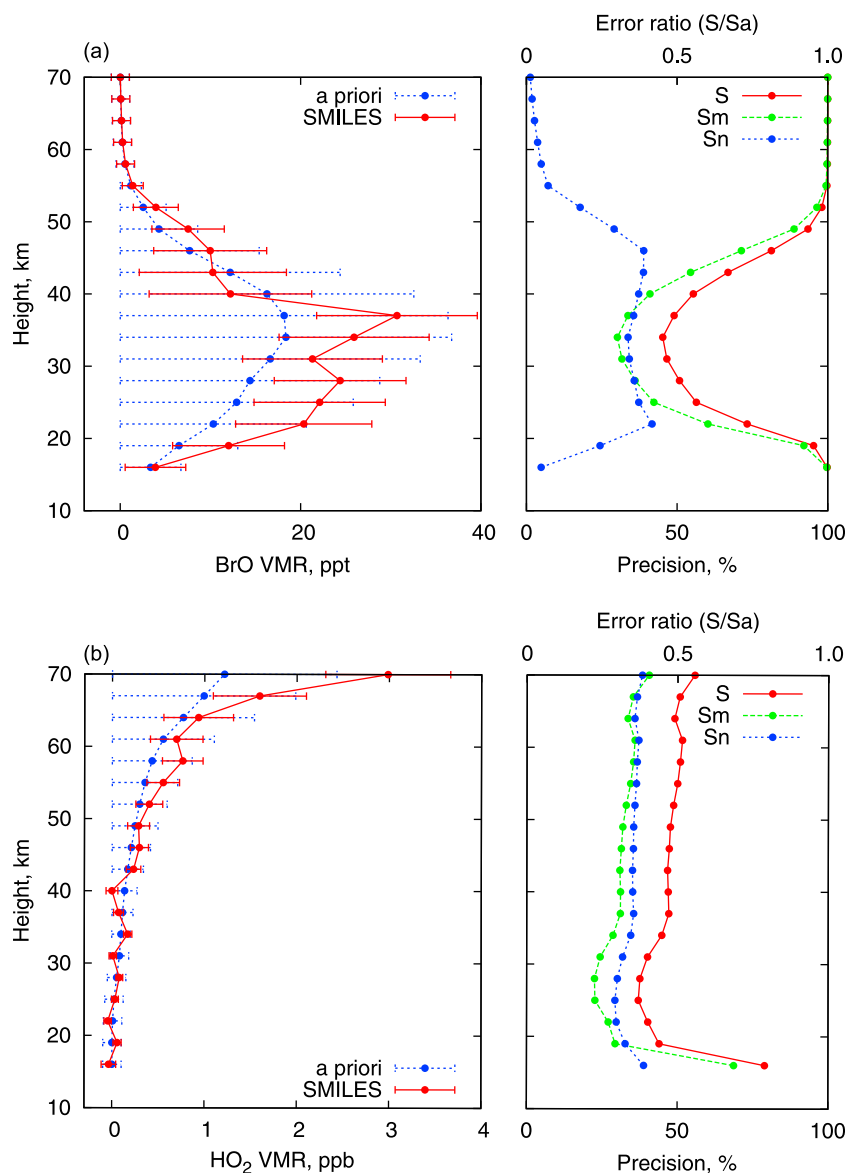 (a)
a priori
SMILES
70
60
50
40
30
20
10
Height, km
0
20
40
BrO VMR, ppt
Error ratio (S/Sa)
0
0.5
1.0
S
Sm
Sn
0
50
100
Precision, %
(b)
70
60
50
40
30
20
10
Height, km
a priori
SMILES
0
1
2
3
4
HO₂ VMR, ppb
Error ratio (S/Sa)
0
0.5
1.0
S
Sm
Sn
0
50
100
Precision, %